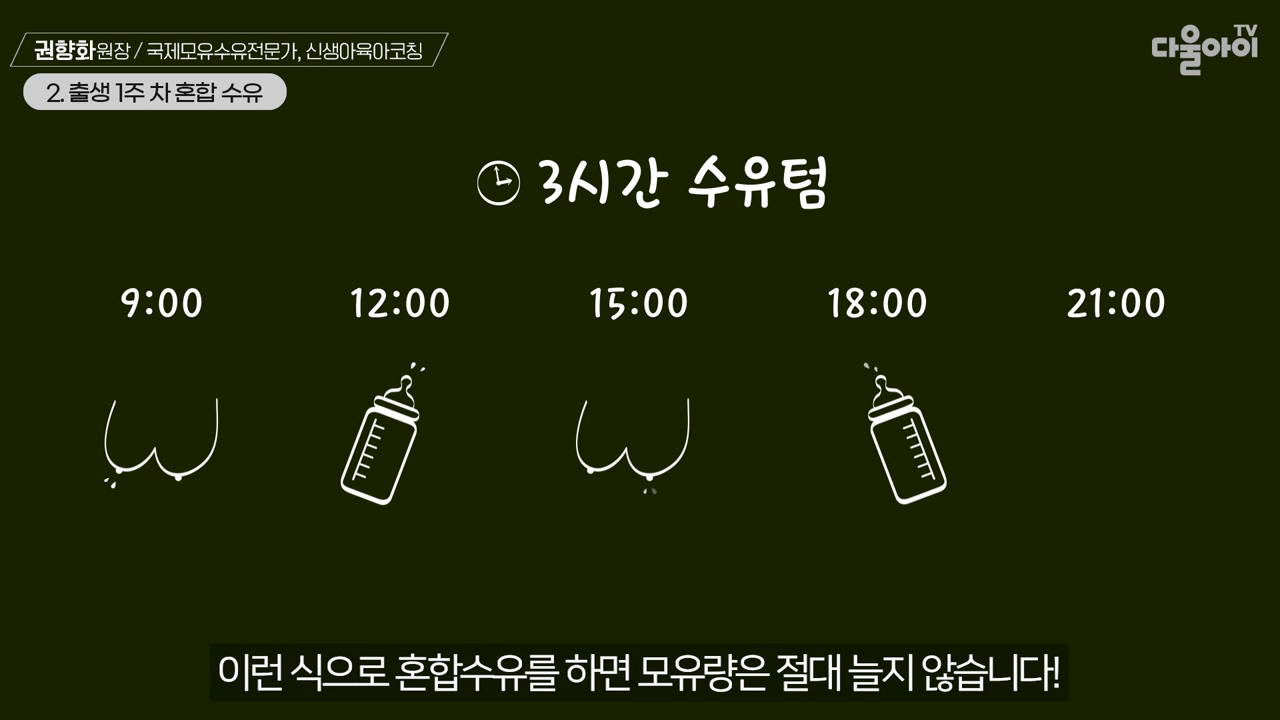 권향화원장 / 국제모유수유전문가, 신생아육아코칭
다울아이 TV
2. 출생 1주 차 혼합 수유
3시간 수유텀
9:00 12:00 15:00 18:00 21:00
이런 식으로 혼합수유를 하면 모유량은 절대 늘지 않습니다!